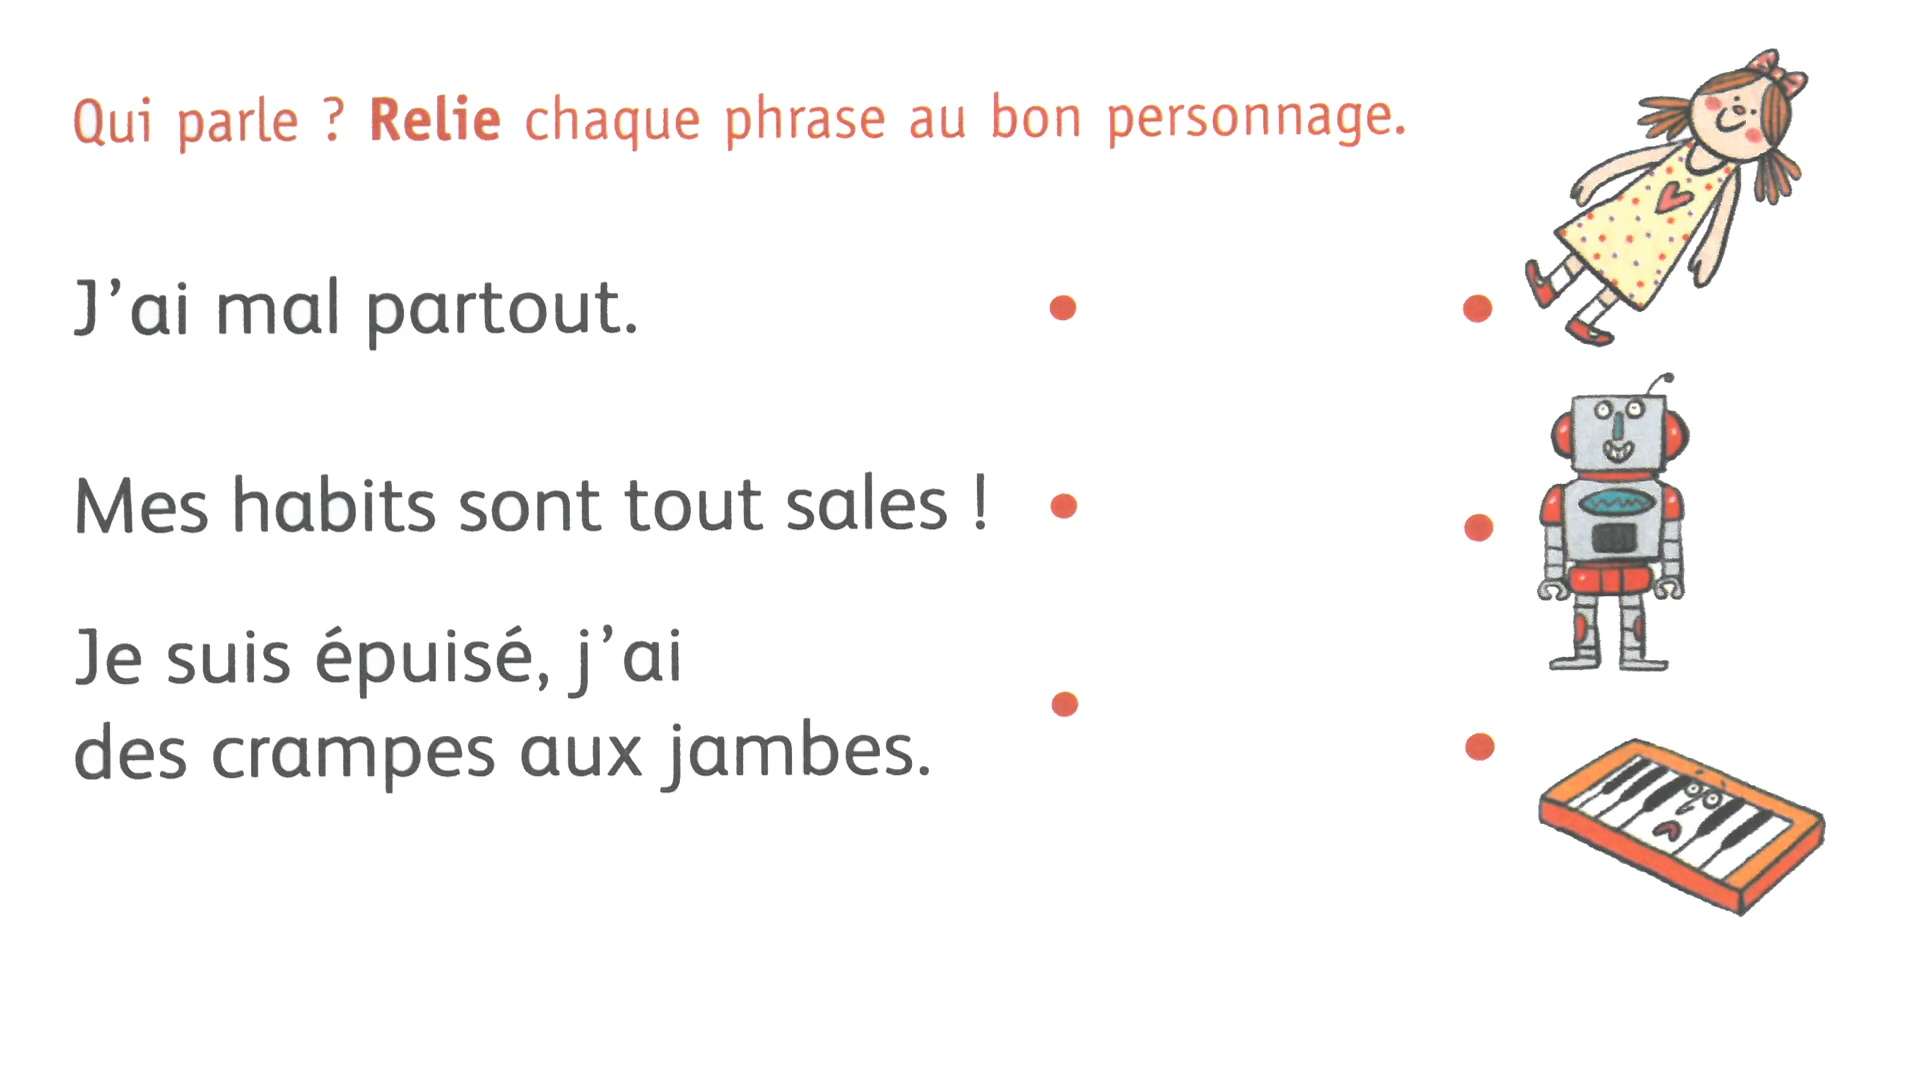 Qui parle ? Relie chaque phrase au bon personnage.
J'ai mal partout.
Mes habits sont tout sales !
Je suis épuisé, j'ai
des crampes aux jambes.